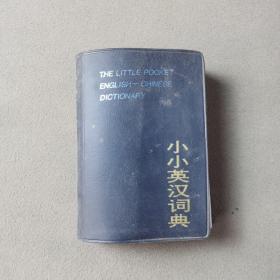 THE LITTLE POCKET
ENGLISH—CHINESE
DICTIONARY
小小英汉词典